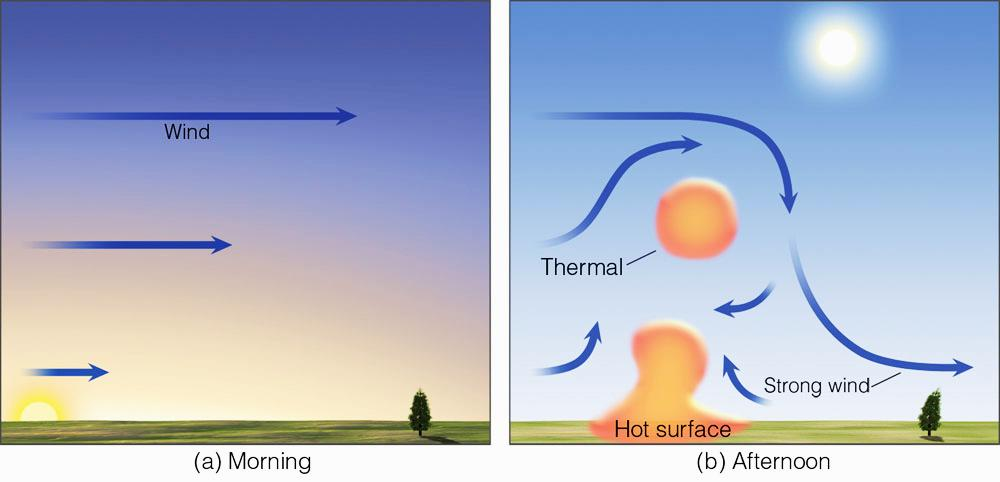 Wind
(a) Morning
Thermal
Strong wind
Hot surface
(b) Afternoon